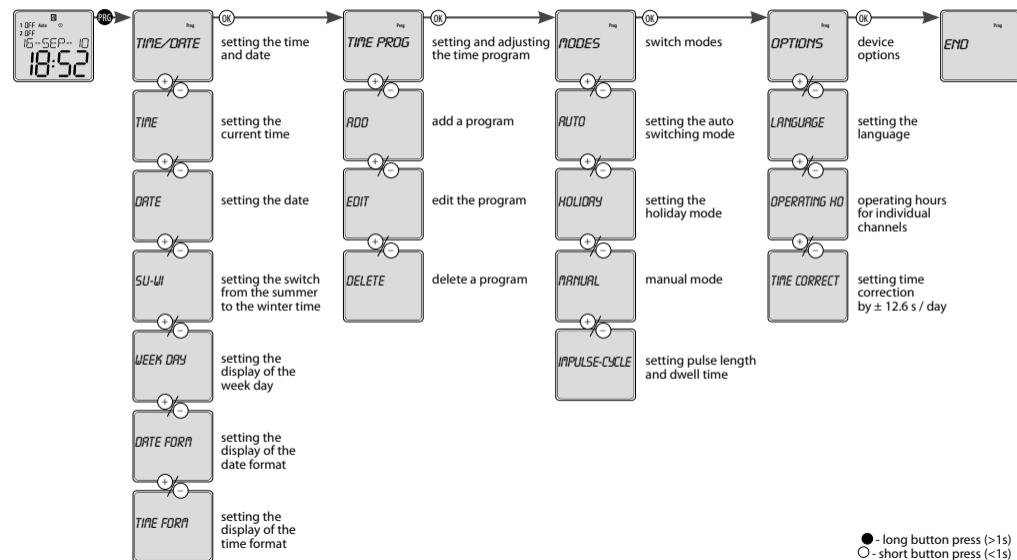 1 OFF Auto
2 OFF
16--SEP-- 10
18:52
PRG
Prog
TIME/DATE
OK
setting the time
and date
+/-
TIME
setting the
current time
+/-
DATE
setting the date
+/-
SU-WI
setting the switch
from the summer
to the winter time
+/-
WEEK DAY
setting the
display of the
week day
+/-
DATE FORM
setting the
display of the
date format
+/-
TIME FORM
setting the
display of the
time format
Prog
TIME PROG
OK
setting and adjusting
the time program
+/-
ADD
add a program
+/-
EDIT
edit the program
+/-
DELETE
delete a program
Prog
MODES
OK
switch modes
+/-
AUTO
setting the auto
switching mode
+/-
HOLIDAY
setting the
holiday mode
+/-
MANUAL
manual mode
+/-
IMPULSE-CYCLE
setting pulse length
and dwell time
Prog
OPTIONS
OK
device
options
+/-
LANGUAGE
setting the
language
+/-
OPERATING HO
operating hours
for individual
channels
+/-
TIME CORRECT
setting time
correction
by ± 12.6 s / day
Prog
END
- long button press (>1s)
- short button press (<1s)